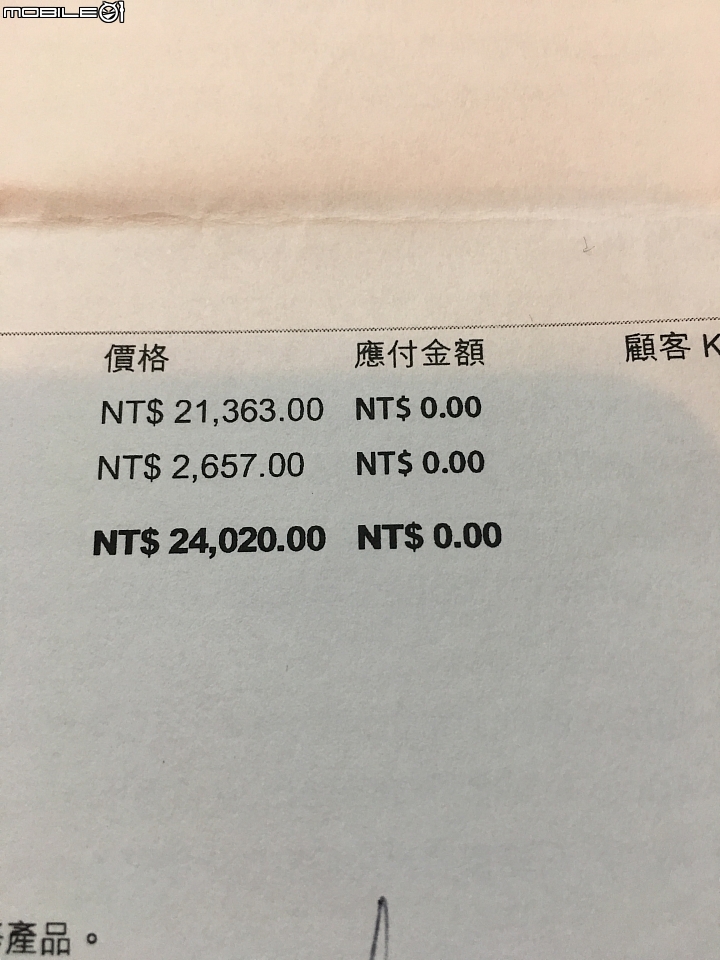 MOBILE01
價格 應付金額 顧客 K
NT$ 21,363.00 NT$ 0.00
NT$ 2,657.00 NT$ 0.00
NT$ 24,020.00 NT$ 0.00
產品。